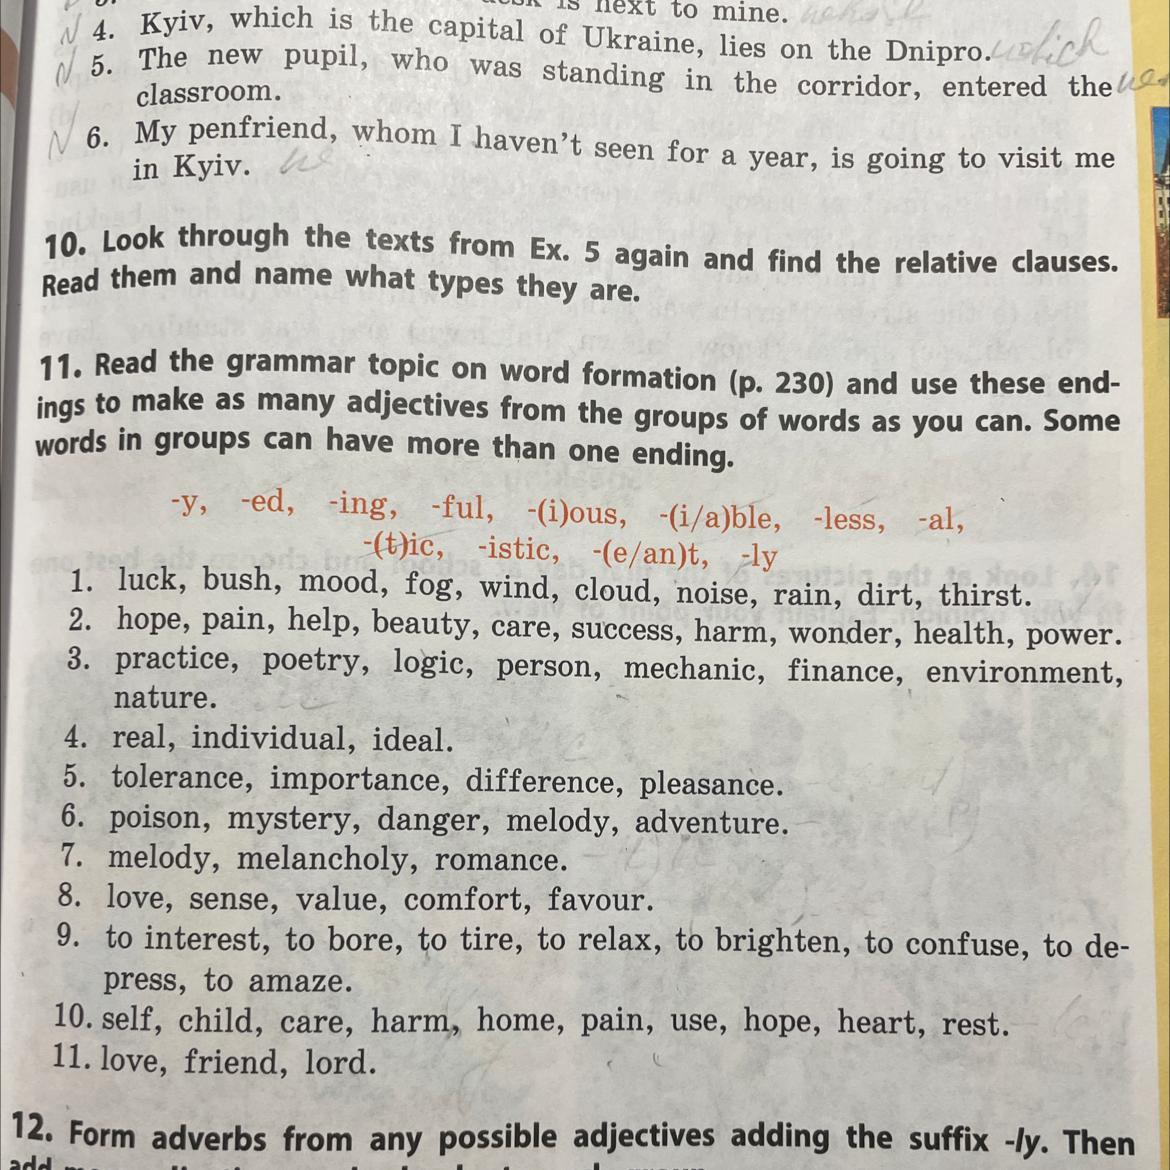 is next to mine.
4. Kyiv, which is the capital of Ukraine, lies on the Dnipro.
5. The new pupil, who was standing in the corridor, entered the
classroom.
6. My penfriend, whom I haven't seen for a year, is going to visit me
in Kyiv.
10. Look through the texts from Ex. 5 again and find the relative clauses.
Read them and name what types they are.
11. Read the grammar topic on word formation (p. 230) and use these end-
ings to make as many adjectives from the groups of words as you can. Some
words in groups can have more than one ending.
-y, -ed, -ing, -ful, -(i)ous, -(i/a)ble, -less, -al,
-(t)ic, -istic, -(e/an)t, -ly
1. luck, bush, mood, fog, wind, cloud, noise, rain, dirt, thirst.
2. hope, pain, help, beauty, care, success, harm, wonder, health, power.
3. practice, poetry, logic, person, mechanic, finance, environment,
nature.
4. real, individual, ideal.
5. tolerance, importance, difference, pleasance.
6. poison, mystery, danger, melody, adventure.
7. melody, melancholy, romance.
8. love, sense, value, comfort, favour.
9. to interest, to bore, to tire, to relax, to brighten, to confuse, to de-
press, to amaze.
10. self, child, care, harm, home, pain, use, hope, heart, rest.
11. love, friend, lord.
12. Form adverbs from any possible adjectives adding the suffix -ly. Then
add